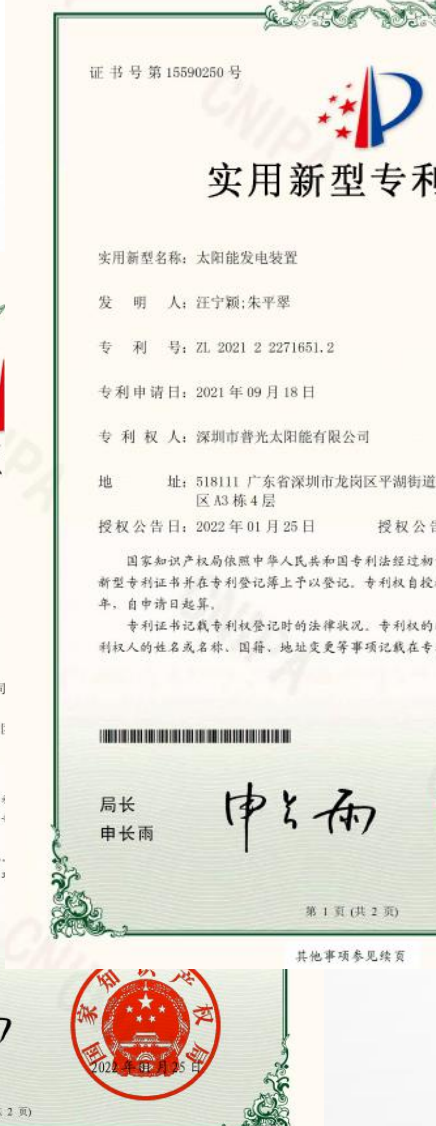 证书号第15590250号
CNIPA
实用新型专利
实用新型名称：太阳能发电装置
发明人：汪宁颖;朱平翠
专利号：ZL 2021 2 2271651.2
专利申请日：2021年09月18日
专利权人：深圳市普光太阳能有限公司
地址：518111 广东省深圳市龙岗区平湖街道
区A3栋4层
授权公告日：2022年01月25日 授权公告
国家知识产权局依照中华人民共和国专利法经过初
新型专利证书并在专利登记簿上予以登记。专利权自授
年，自申请日起算。
专利证书记载专利权登记时的法律状况。专利权的
利权人的姓名或名称、国籍、地址变更等事项记载在专
局长
申长雨
申长雨
第 1 页 (共 2 页)
其他事项参见续页
国家知识产权局
2022年01月25日
2 页)